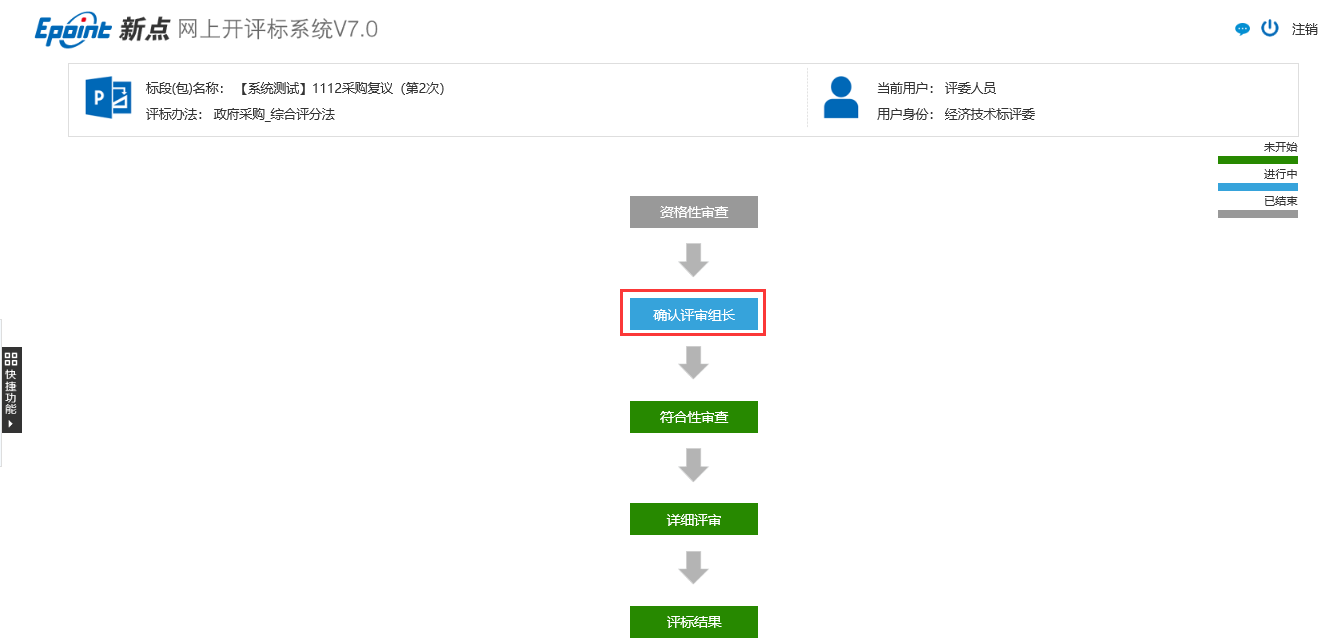 Epoint 新点 网上开评标系统V7.0
注销
标段(包)名称： 【系统测试】1112采购复议（第2次）
评标办法： 政府采购_综合评分法
当前用户： 评委人员
用户身份： 经济技术标评委
未开始
进行中
已结束
资格性审查
确认评审组长
符合性审查
详细评审
评标结果
快捷功能